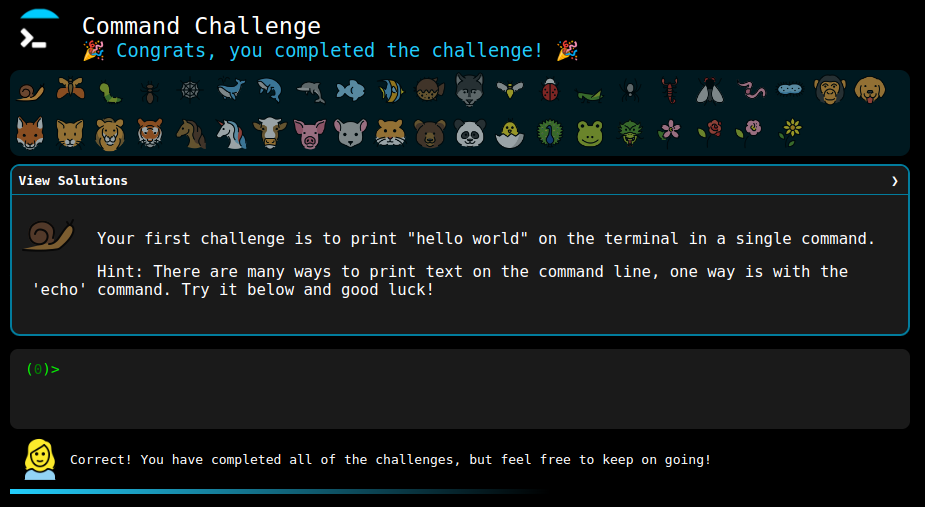 Command Challenge
🎉 Congrats, you completed the challenge! 🎉
View Solutions ❯
Your first challenge is to print "hello world" on the terminal in a single command.
Hint: There are many ways to print text on the command line, one way is with the
'echo' command. Try it below and good luck!
(0)>
Correct! You have completed all of the challenges, but feel free to keep on going!